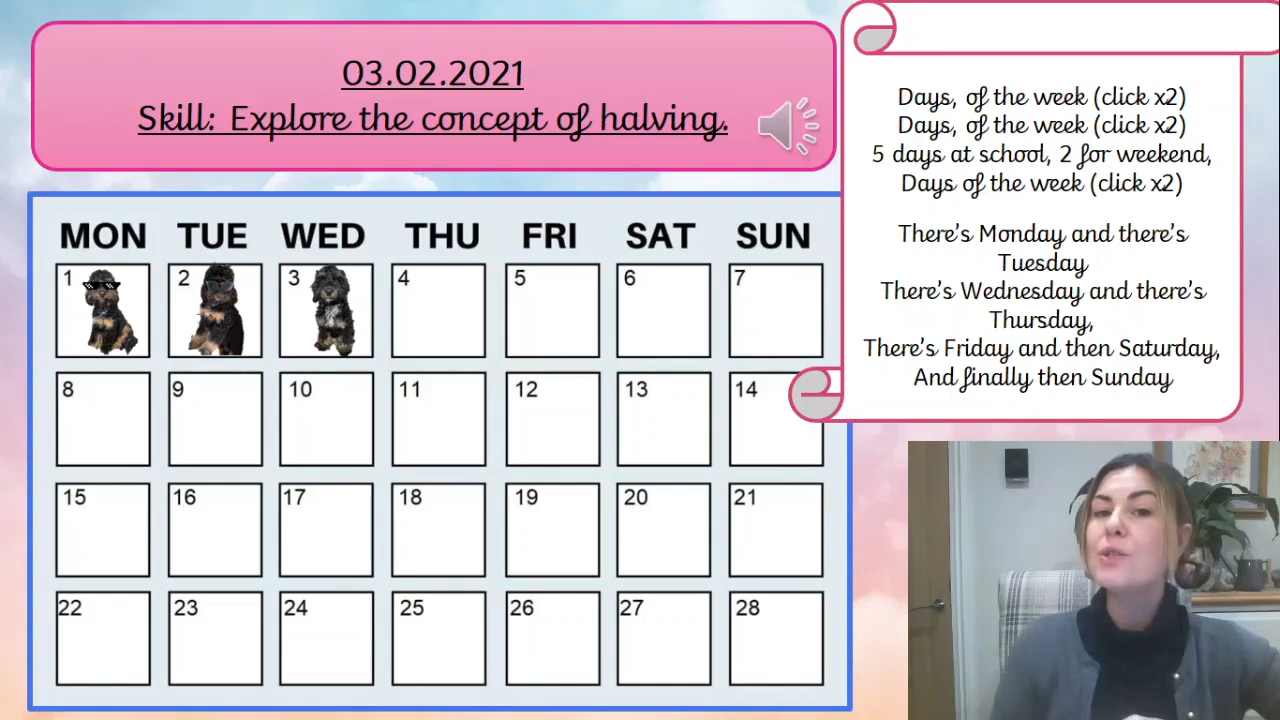 03.02.2021
Skill: Explore the concept of halving.
MON TUE WED THU FRI SAT SUN
1 2 3 4 5 6 7
8 9 10 11 12 13 14
15 16 17 18 19 20 21
22 23 24 25 26 27 28
Days, of the week (click x2)
Days, of the week (click x2)
5 days at school, 2 for weekend,
Days of the week (click x2)
There's Monday and there's
Tuesday
There's Wednesday and there's
Thursday,
There's Friday and then Saturday,
And finally then Sunday